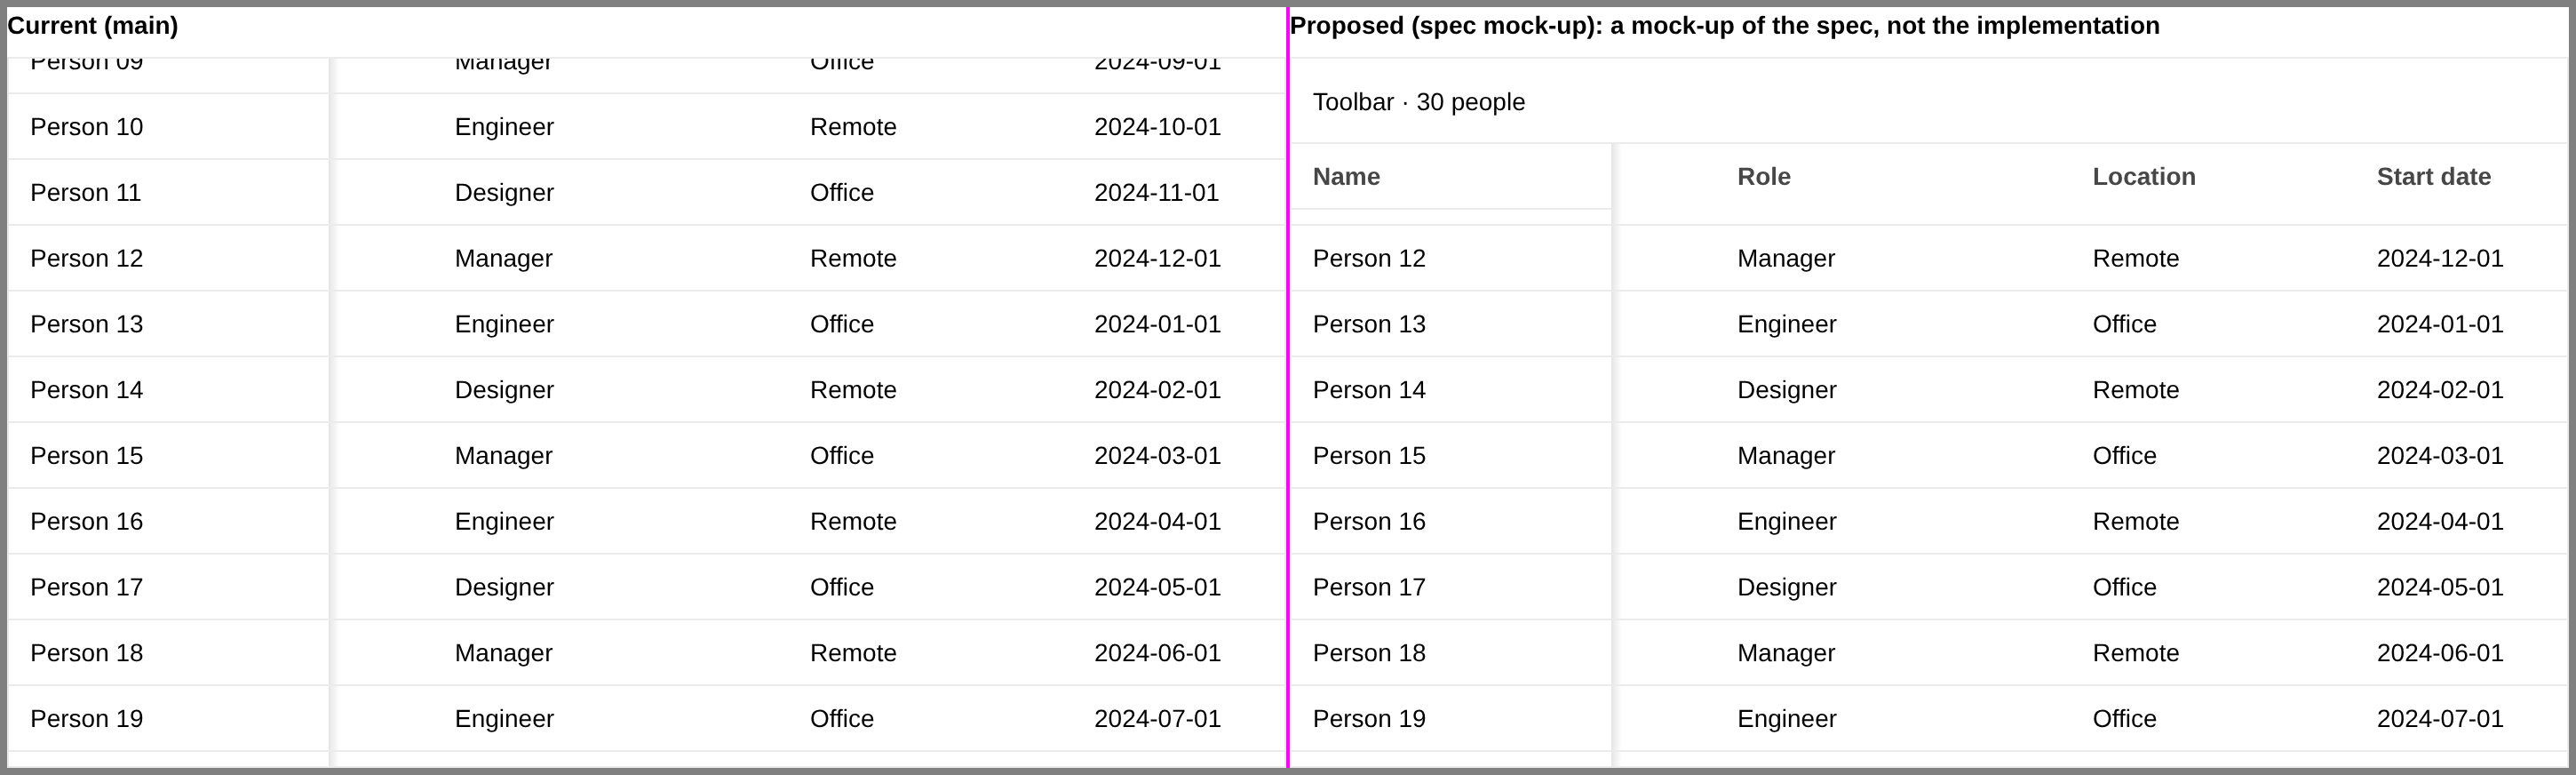 Current (main)
Person 09 Manager Office 2024-09-01
Person 10 Engineer Remote 2024-10-01
Person 11 Designer Office 2024-11-01
Person 12 Manager Remote 2024-12-01
Person 13 Engineer Office 2024-01-01
Person 14 Designer Remote 2024-02-01
Person 15 Manager Office 2024-03-01
Person 16 Engineer Remote 2024-04-01
Person 17 Designer Office 2024-05-01
Person 18 Manager Remote 2024-06-01
Person 19 Engineer Office 2024-07-01
Proposed (spec mock-up): a mock-up of the spec, not the implementation
Toolbar · 30 people
Name Role Location Start date
Person 12 Manager Remote 2024-12-01
Person 13 Engineer Office 2024-01-01
Person 14 Designer Remote 2024-02-01
Person 15 Manager Office 2024-03-01
Person 16 Engineer Remote 2024-04-01
Person 17 Designer Office 2024-05-01
Person 18 Manager Remote 2024-06-01
Person 19 Engineer Office 2024-07-01